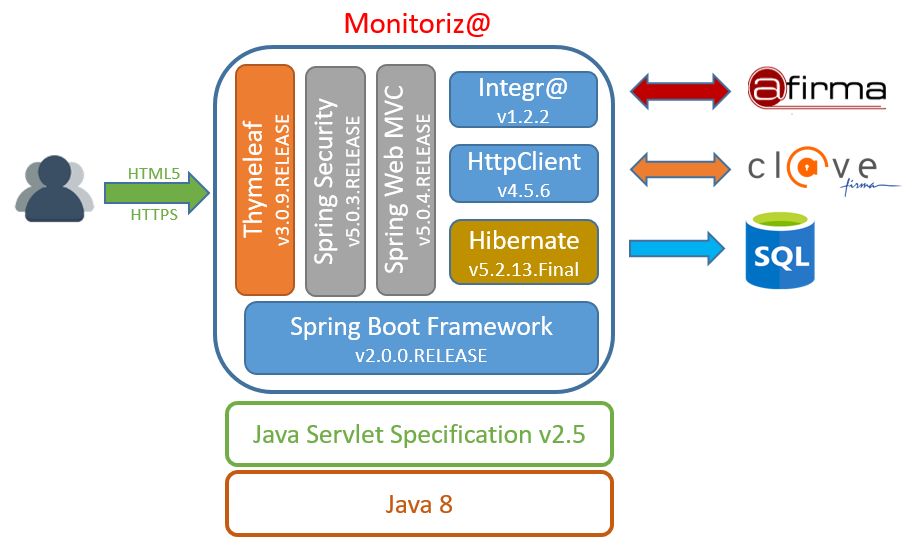 Monitoriz@
HTML5
HTTPS
Thymeleaf
v3.0.9.RELEASE
Spring Security
v5.0.3.RELEASE
Spring Web MVC
v5.0.4.RELEASE
Integr@
v1.2.2
HttpClient
v4.5.6
Hibernate
v5.2.13.Final
Spring Boot Framework
v2.0.0.RELEASE
@firma
cl@ve
firma
SQL
Java Servlet Specification v2.5
Java 8